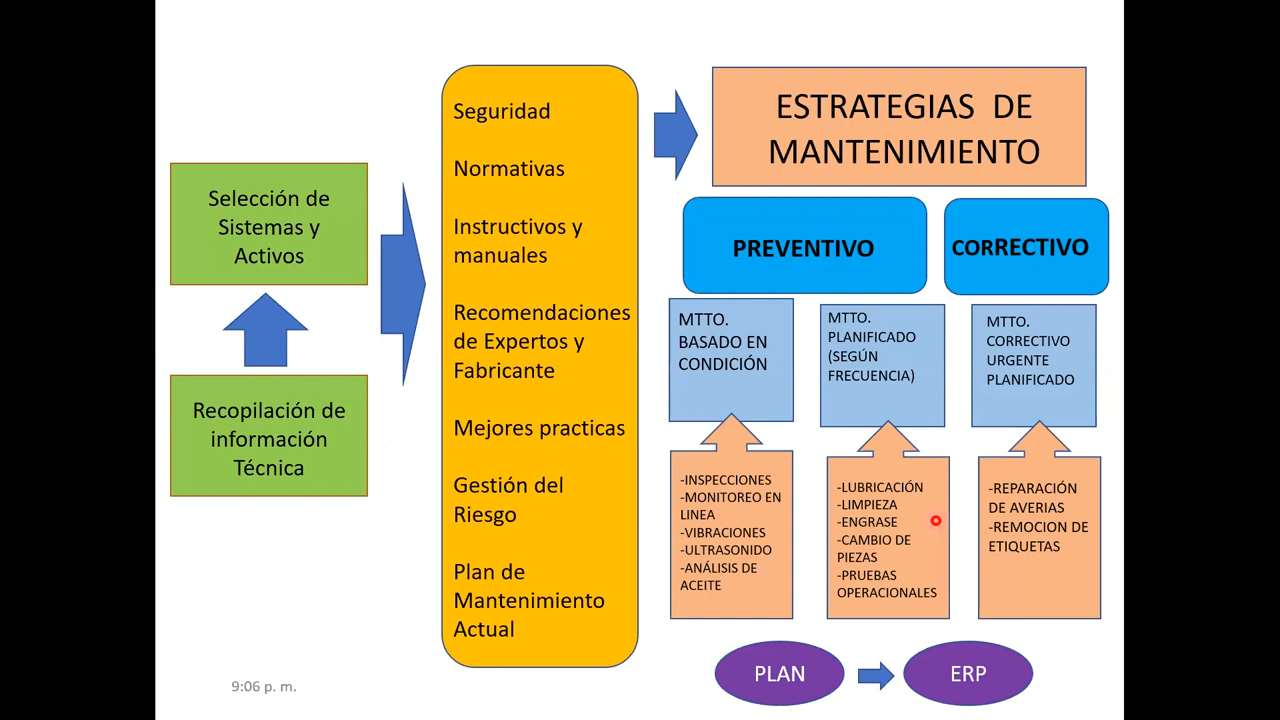 Selección de
Sistemas y
Activos
Recopilación de
información
Técnica
Seguridad
Normativas
Instructivos y
manuales
Recomendaciones
de Expertos y
Fabricante
Mejores practicas
Gestión del
Riesgo
Plan de
Mantenimiento
Actual
ESTRATEGIAS DE
MANTENIMIENTO
PREVENTIVO
CORRECTIVO
MTTO.
BASADO EN
CONDICIÓN
MTTO.
PLANIFICADO
(SEGÚN
FRECUENCIA)
MTTO.
CORRECTIVO
URGENTE
PLANIFICADO
-INSPECCIONES
-MONITOREO EN
LINEA
-VIBRACIONES
-ULTRASONIDO
-ANÁLISIS DE
ACEITE
-LUBRICACIÓN
-LIMPIEZA
-ENGRASE
-CAMBIO DE
PIEZAS
-PRUEBAS
OPERACIONALES
-REPARACIÓN
DE AVERIAS
-REMOCION DE
ETIQUETAS
PLAN
ERP
9:06 p. m.